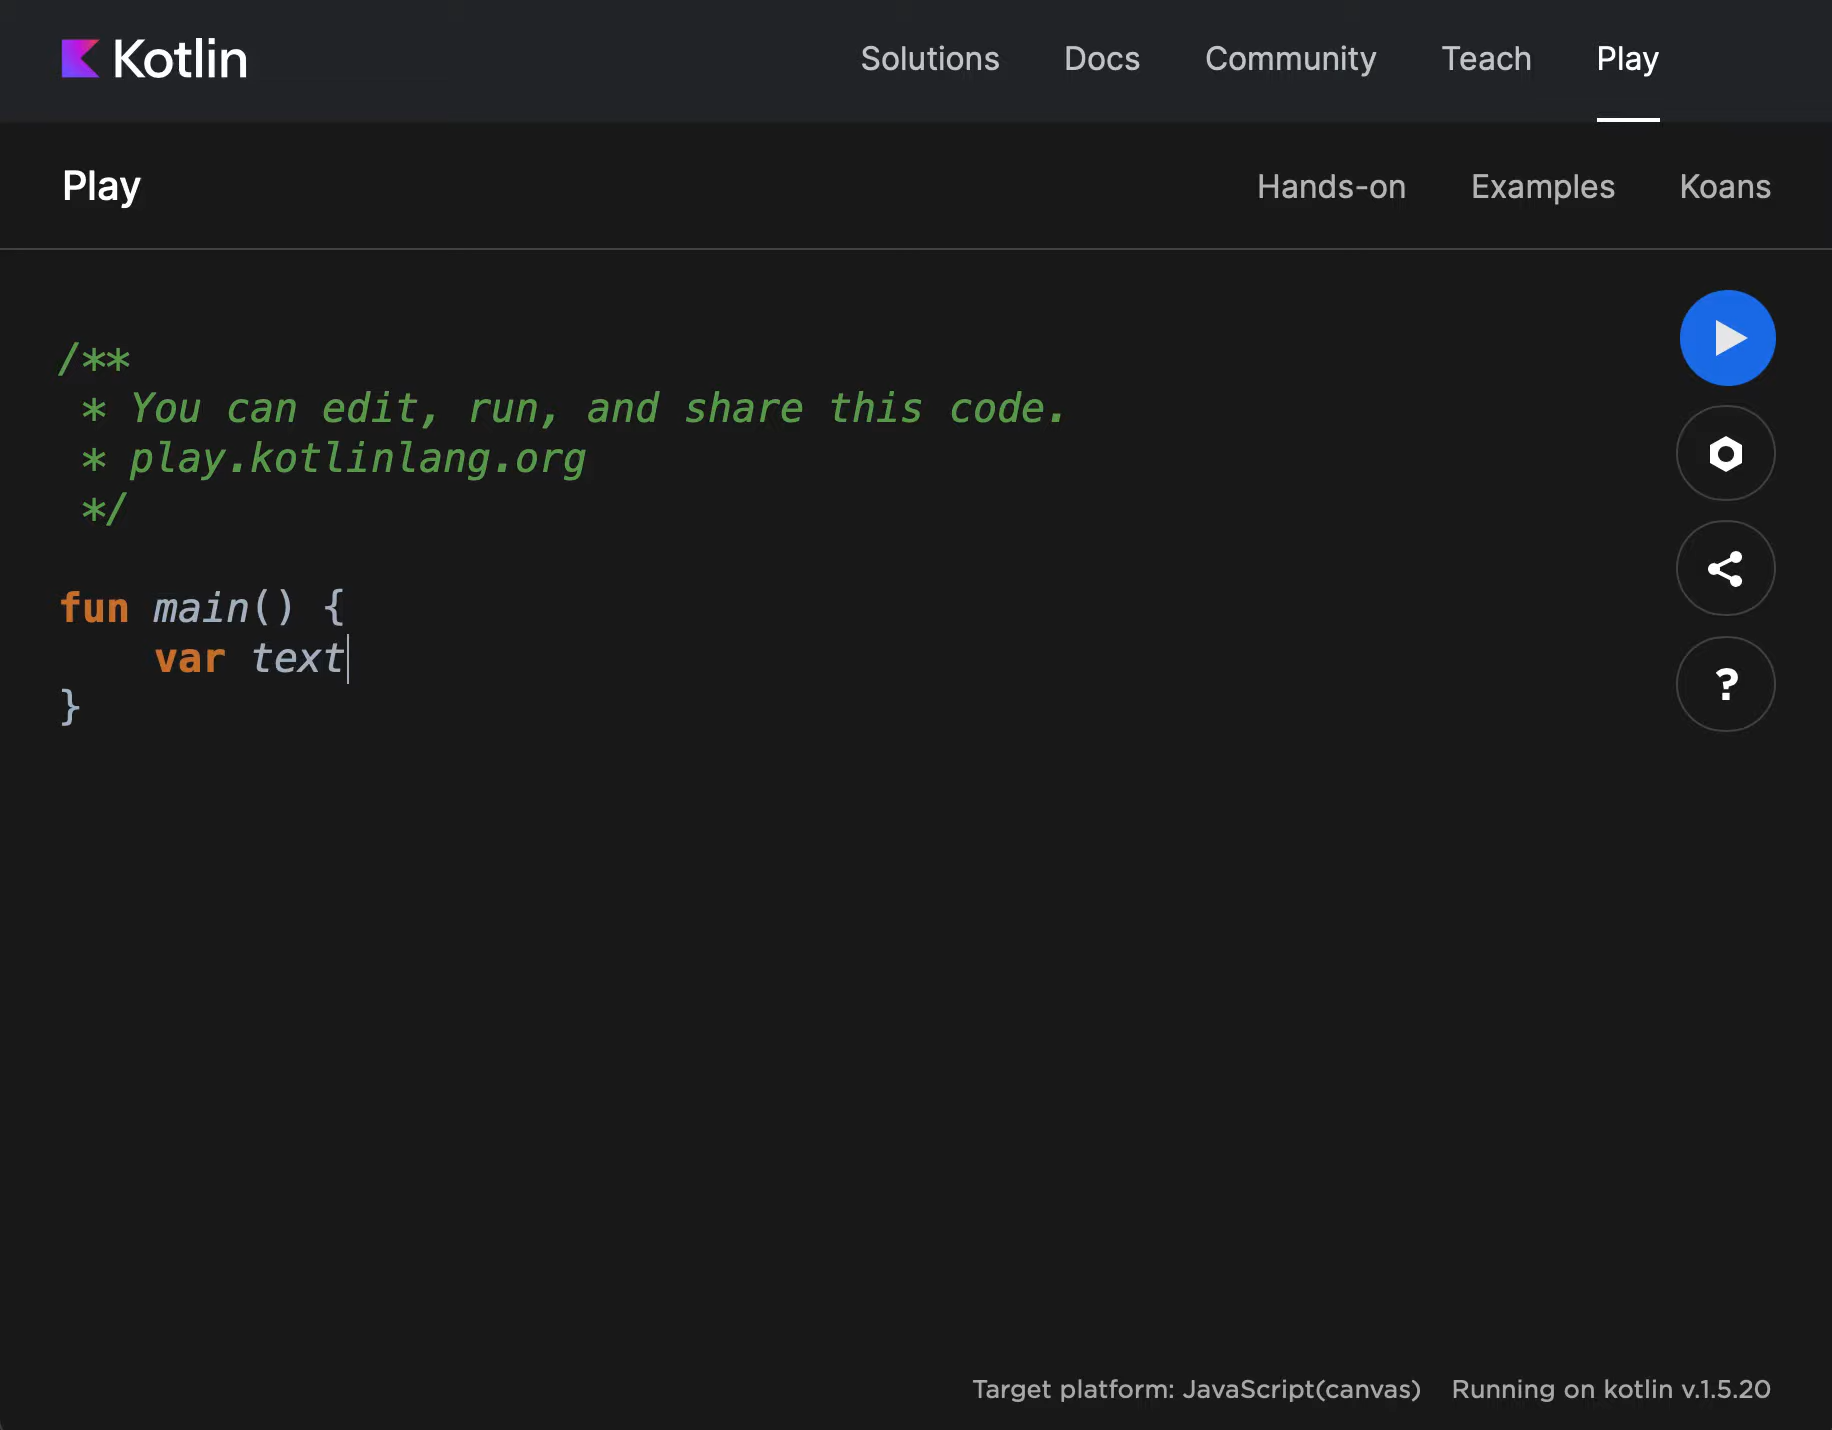 Kotlin Solutions Docs Community Teach Play
Play Hands-on Examples Koans
/**
 * You can edit, run, and share this code.
 * play.kotlinlang.org
 */
fun main() {
    var text
}
?
Target platform: JavaScript(canvas) Running on kotlin v.1.5.20